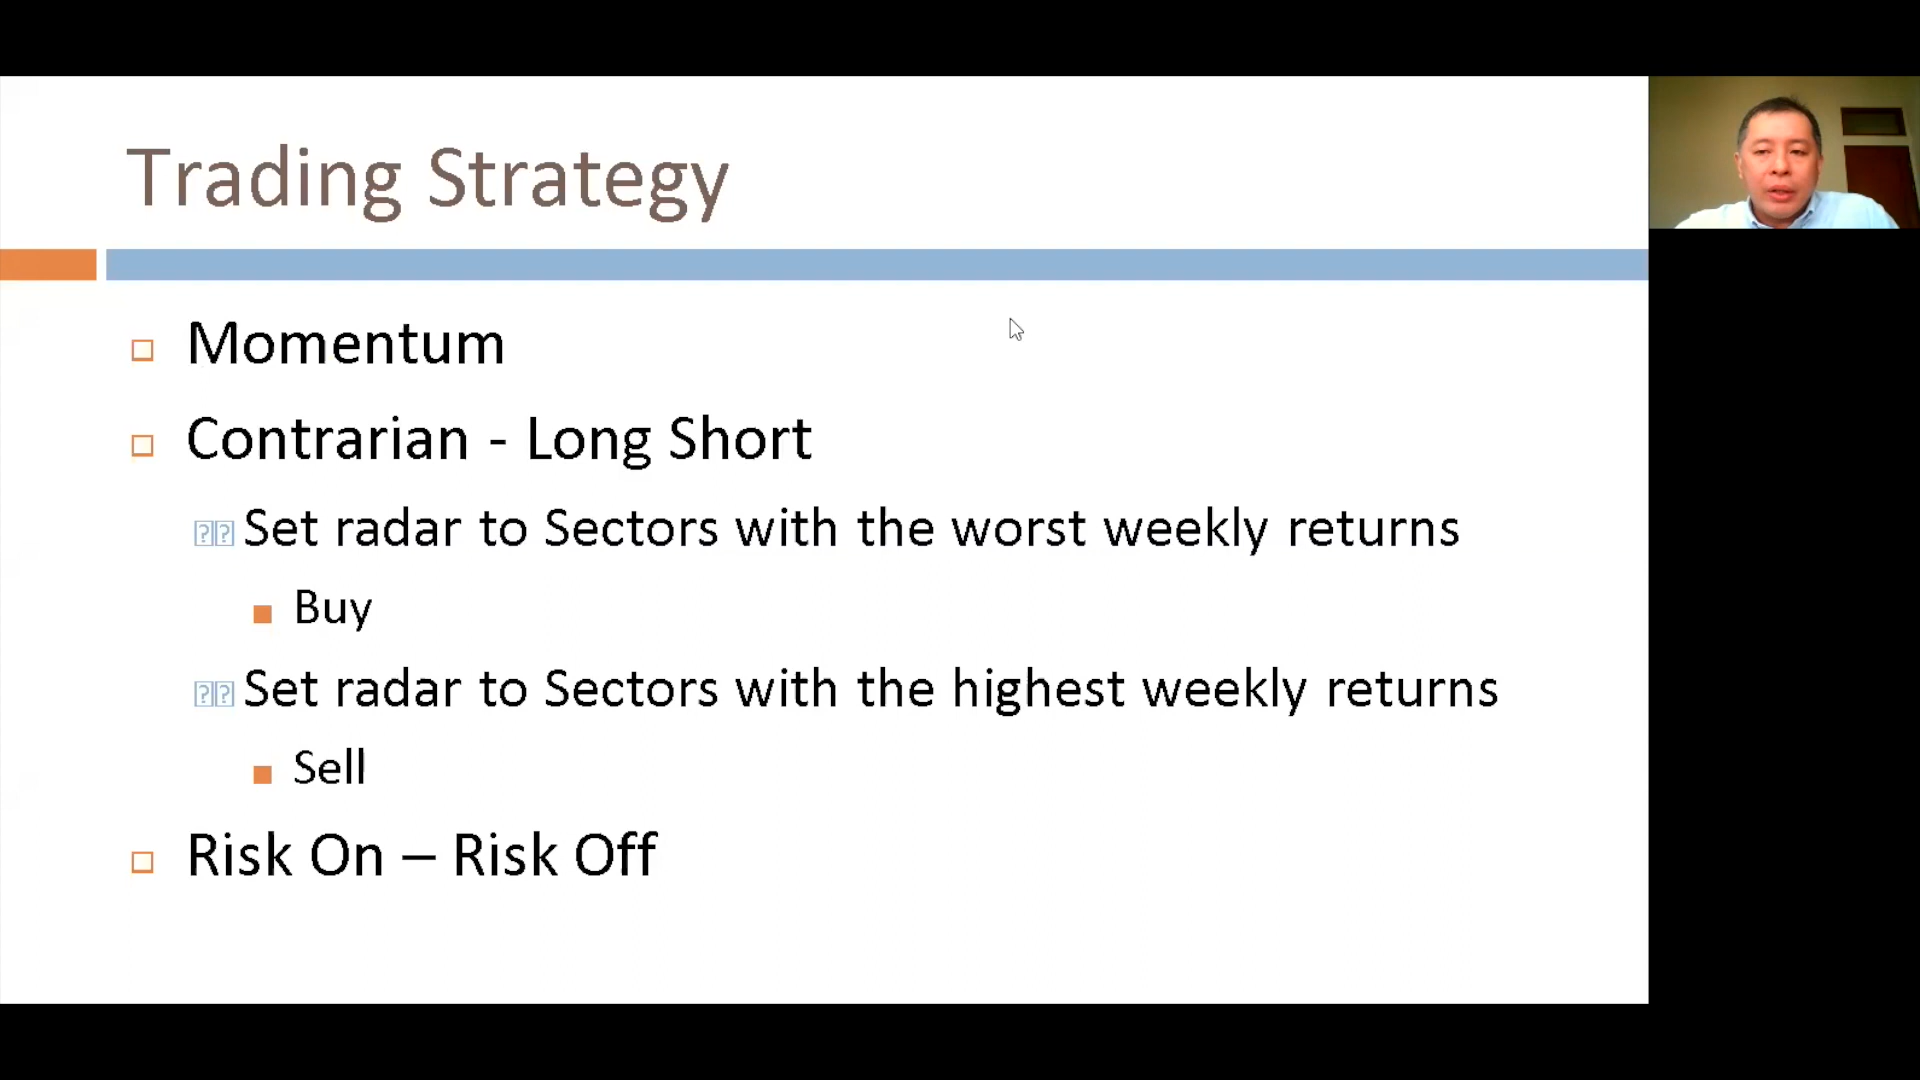 Trading Strategy
Momentum
Contrarian - Long Short
Set radar to Sectors with the worst weekly returns
Buy
Set radar to Sectors with the highest weekly returns
Sell
Risk On – Risk Off